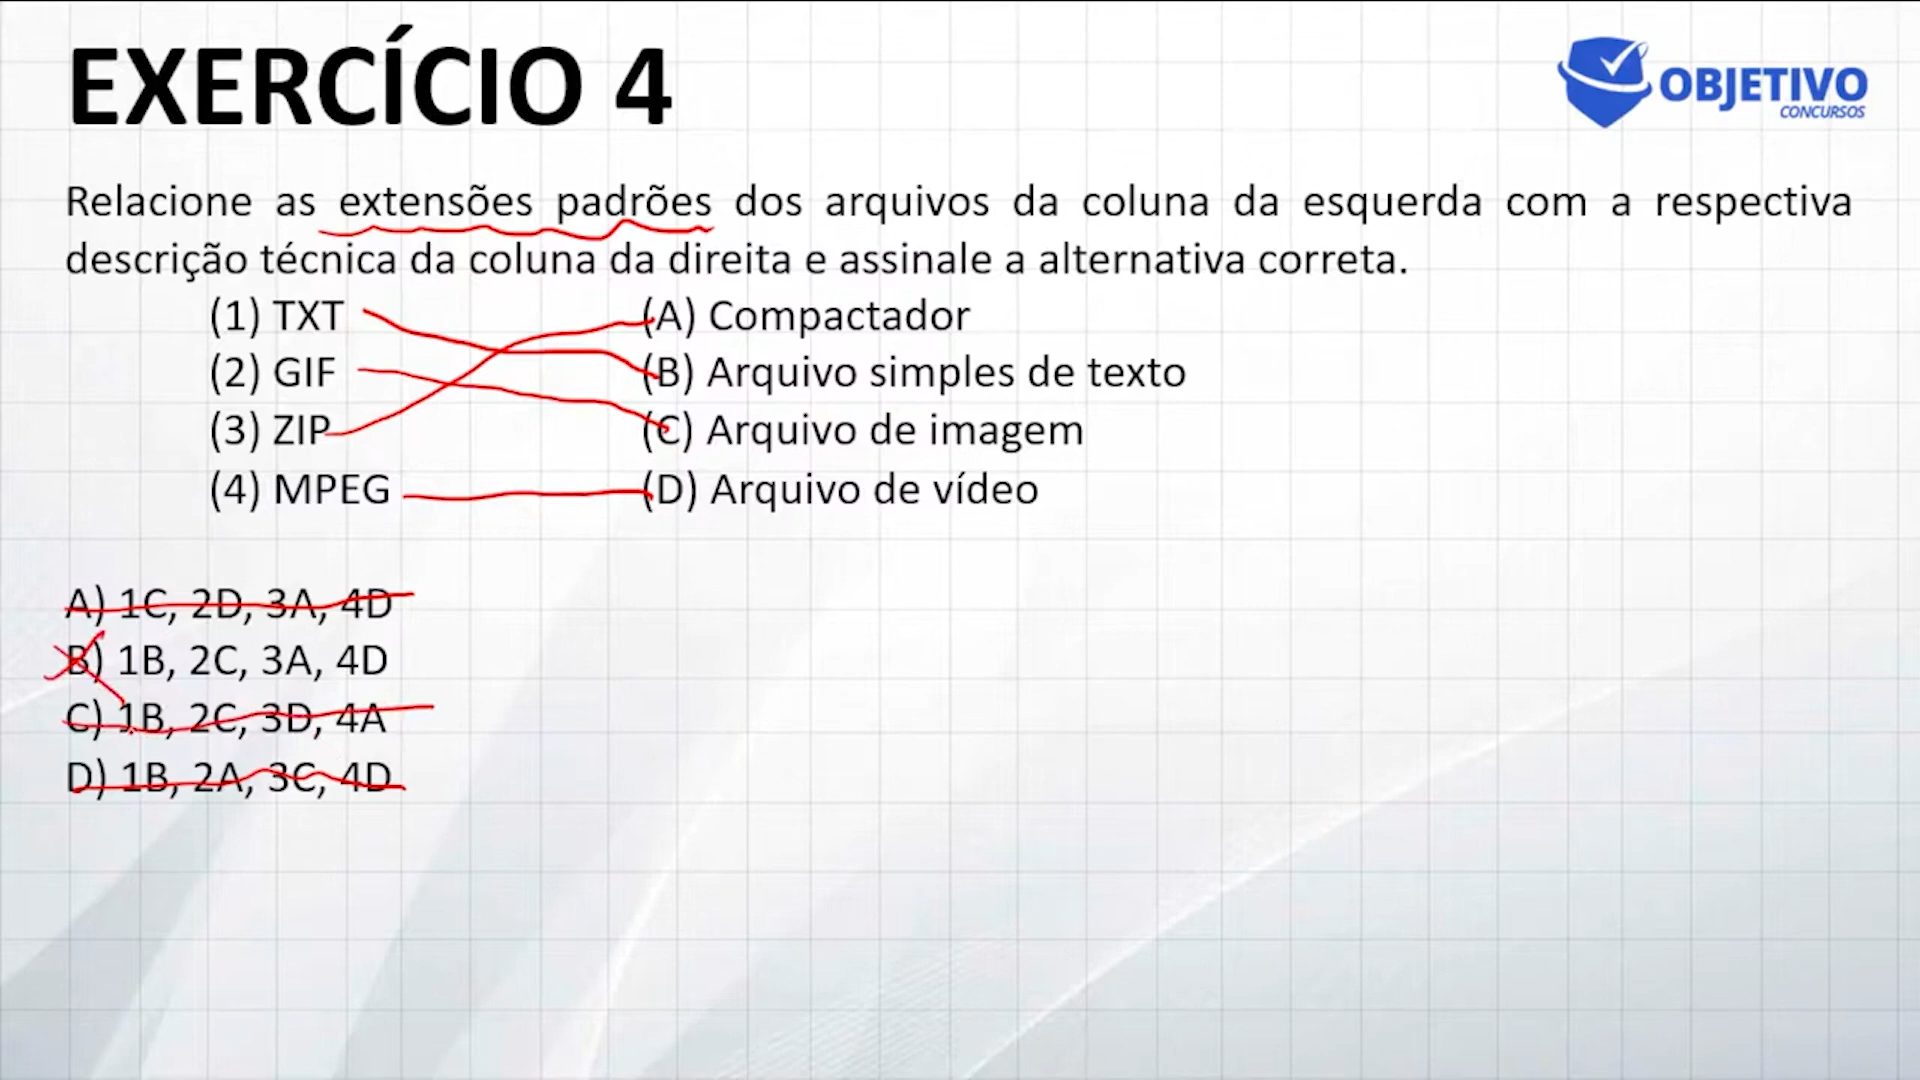 EXERCÍCIO 4
OBJETIVO
CONCURSOS
Relacione as extensões padrões dos arquivos da coluna da esquerda com a respectiva
descrição técnica da coluna da direita e assinale a alternativa correta.
(1) TXT (A) Compactador
(2) GIF (B) Arquivo simples de texto
(3) ZIP (C) Arquivo de imagem
(4) MPEG (D) Arquivo de vídeo
A) 1C, 2D, 3A, 4D
B) 1B, 2C, 3A, 4D
C) 1B, 2C, 3D, 4A
D) 1B, 2A, 3C, 4D